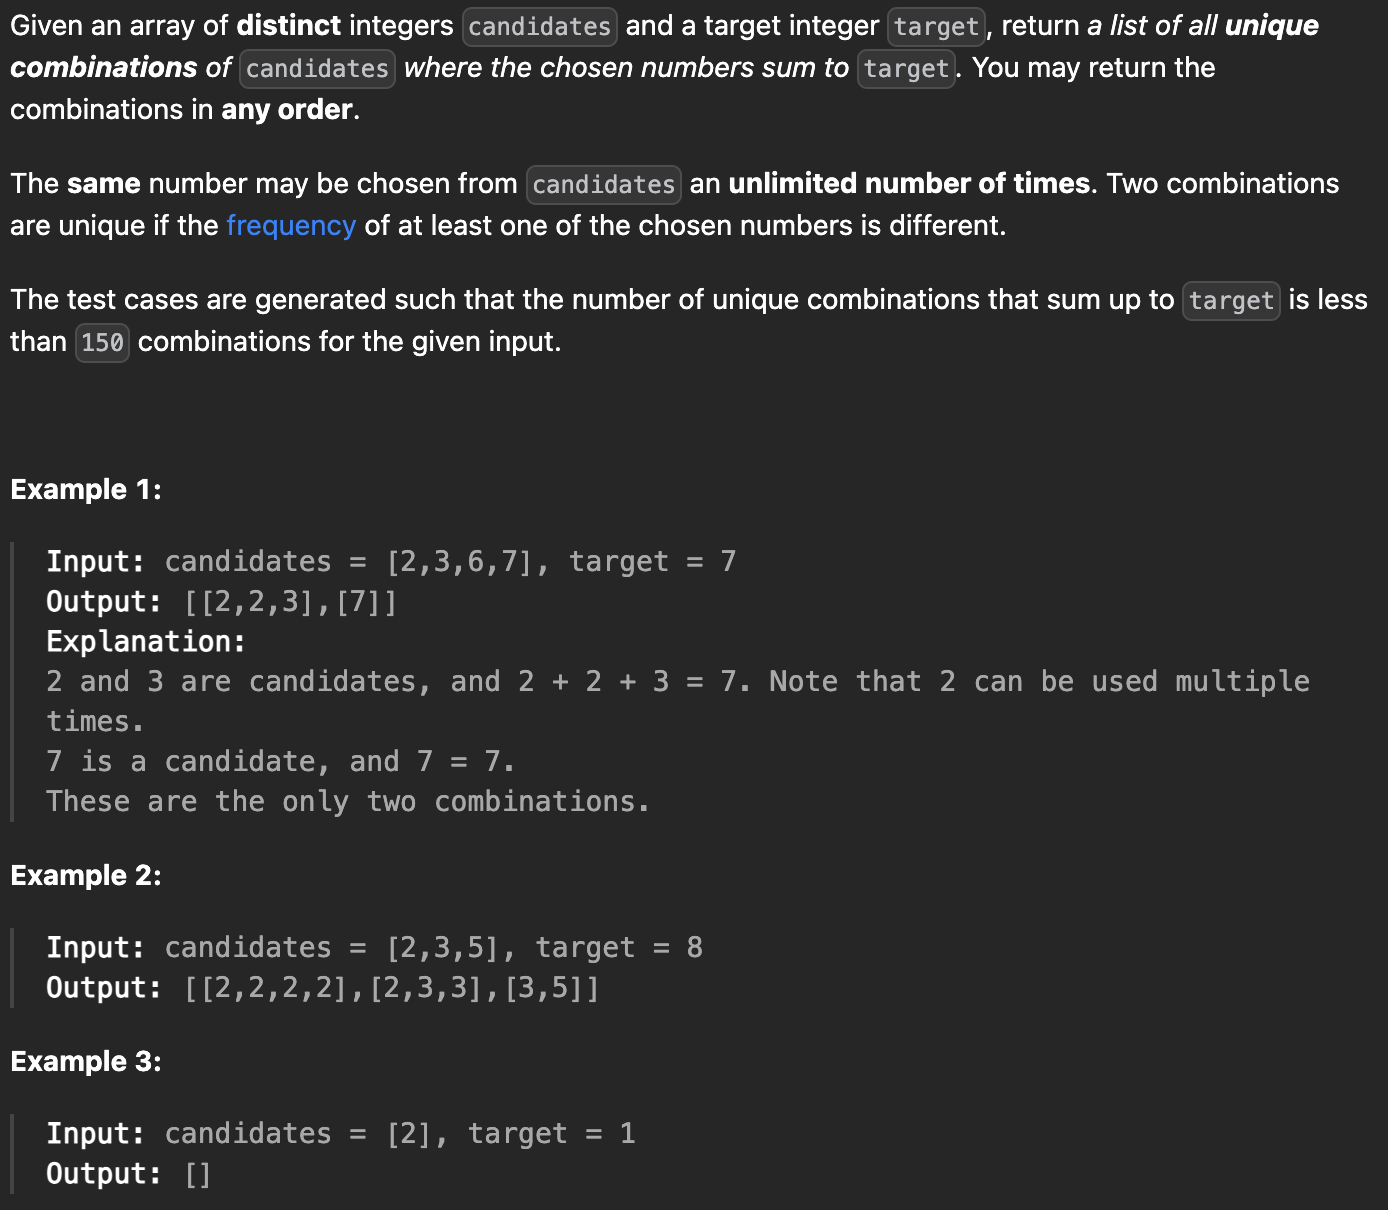 Given an array of distinct integers candidates and a target integer target, return a list of all unique
combinations of candidates where the chosen numbers sum to target. You may return the
combinations in any order.
The same number may be chosen from candidates an unlimited number of times. Two combinations
are unique if the frequency of at least one of the chosen numbers is different.
The test cases are generated such that the number of unique combinations that sum up to target is less
than 150 combinations for the given input.
Example 1:
Input: candidates = [2,3,6,7], target = 7
Output: [[2,2,3],[7]]
Explanation:
2 and 3 are candidates, and 2 + 2 + 3 = 7. Note that 2 can be used multiple
times.
7 is a candidate, and 7 = 7.
These are the only two combinations.
Example 2:
Input: candidates = [2,3,5], target = 8
Output: [[2,2,2,2],[2,3,3],[3,5]]
Example 3:
Input: candidates = [2], target = 1
Output: []